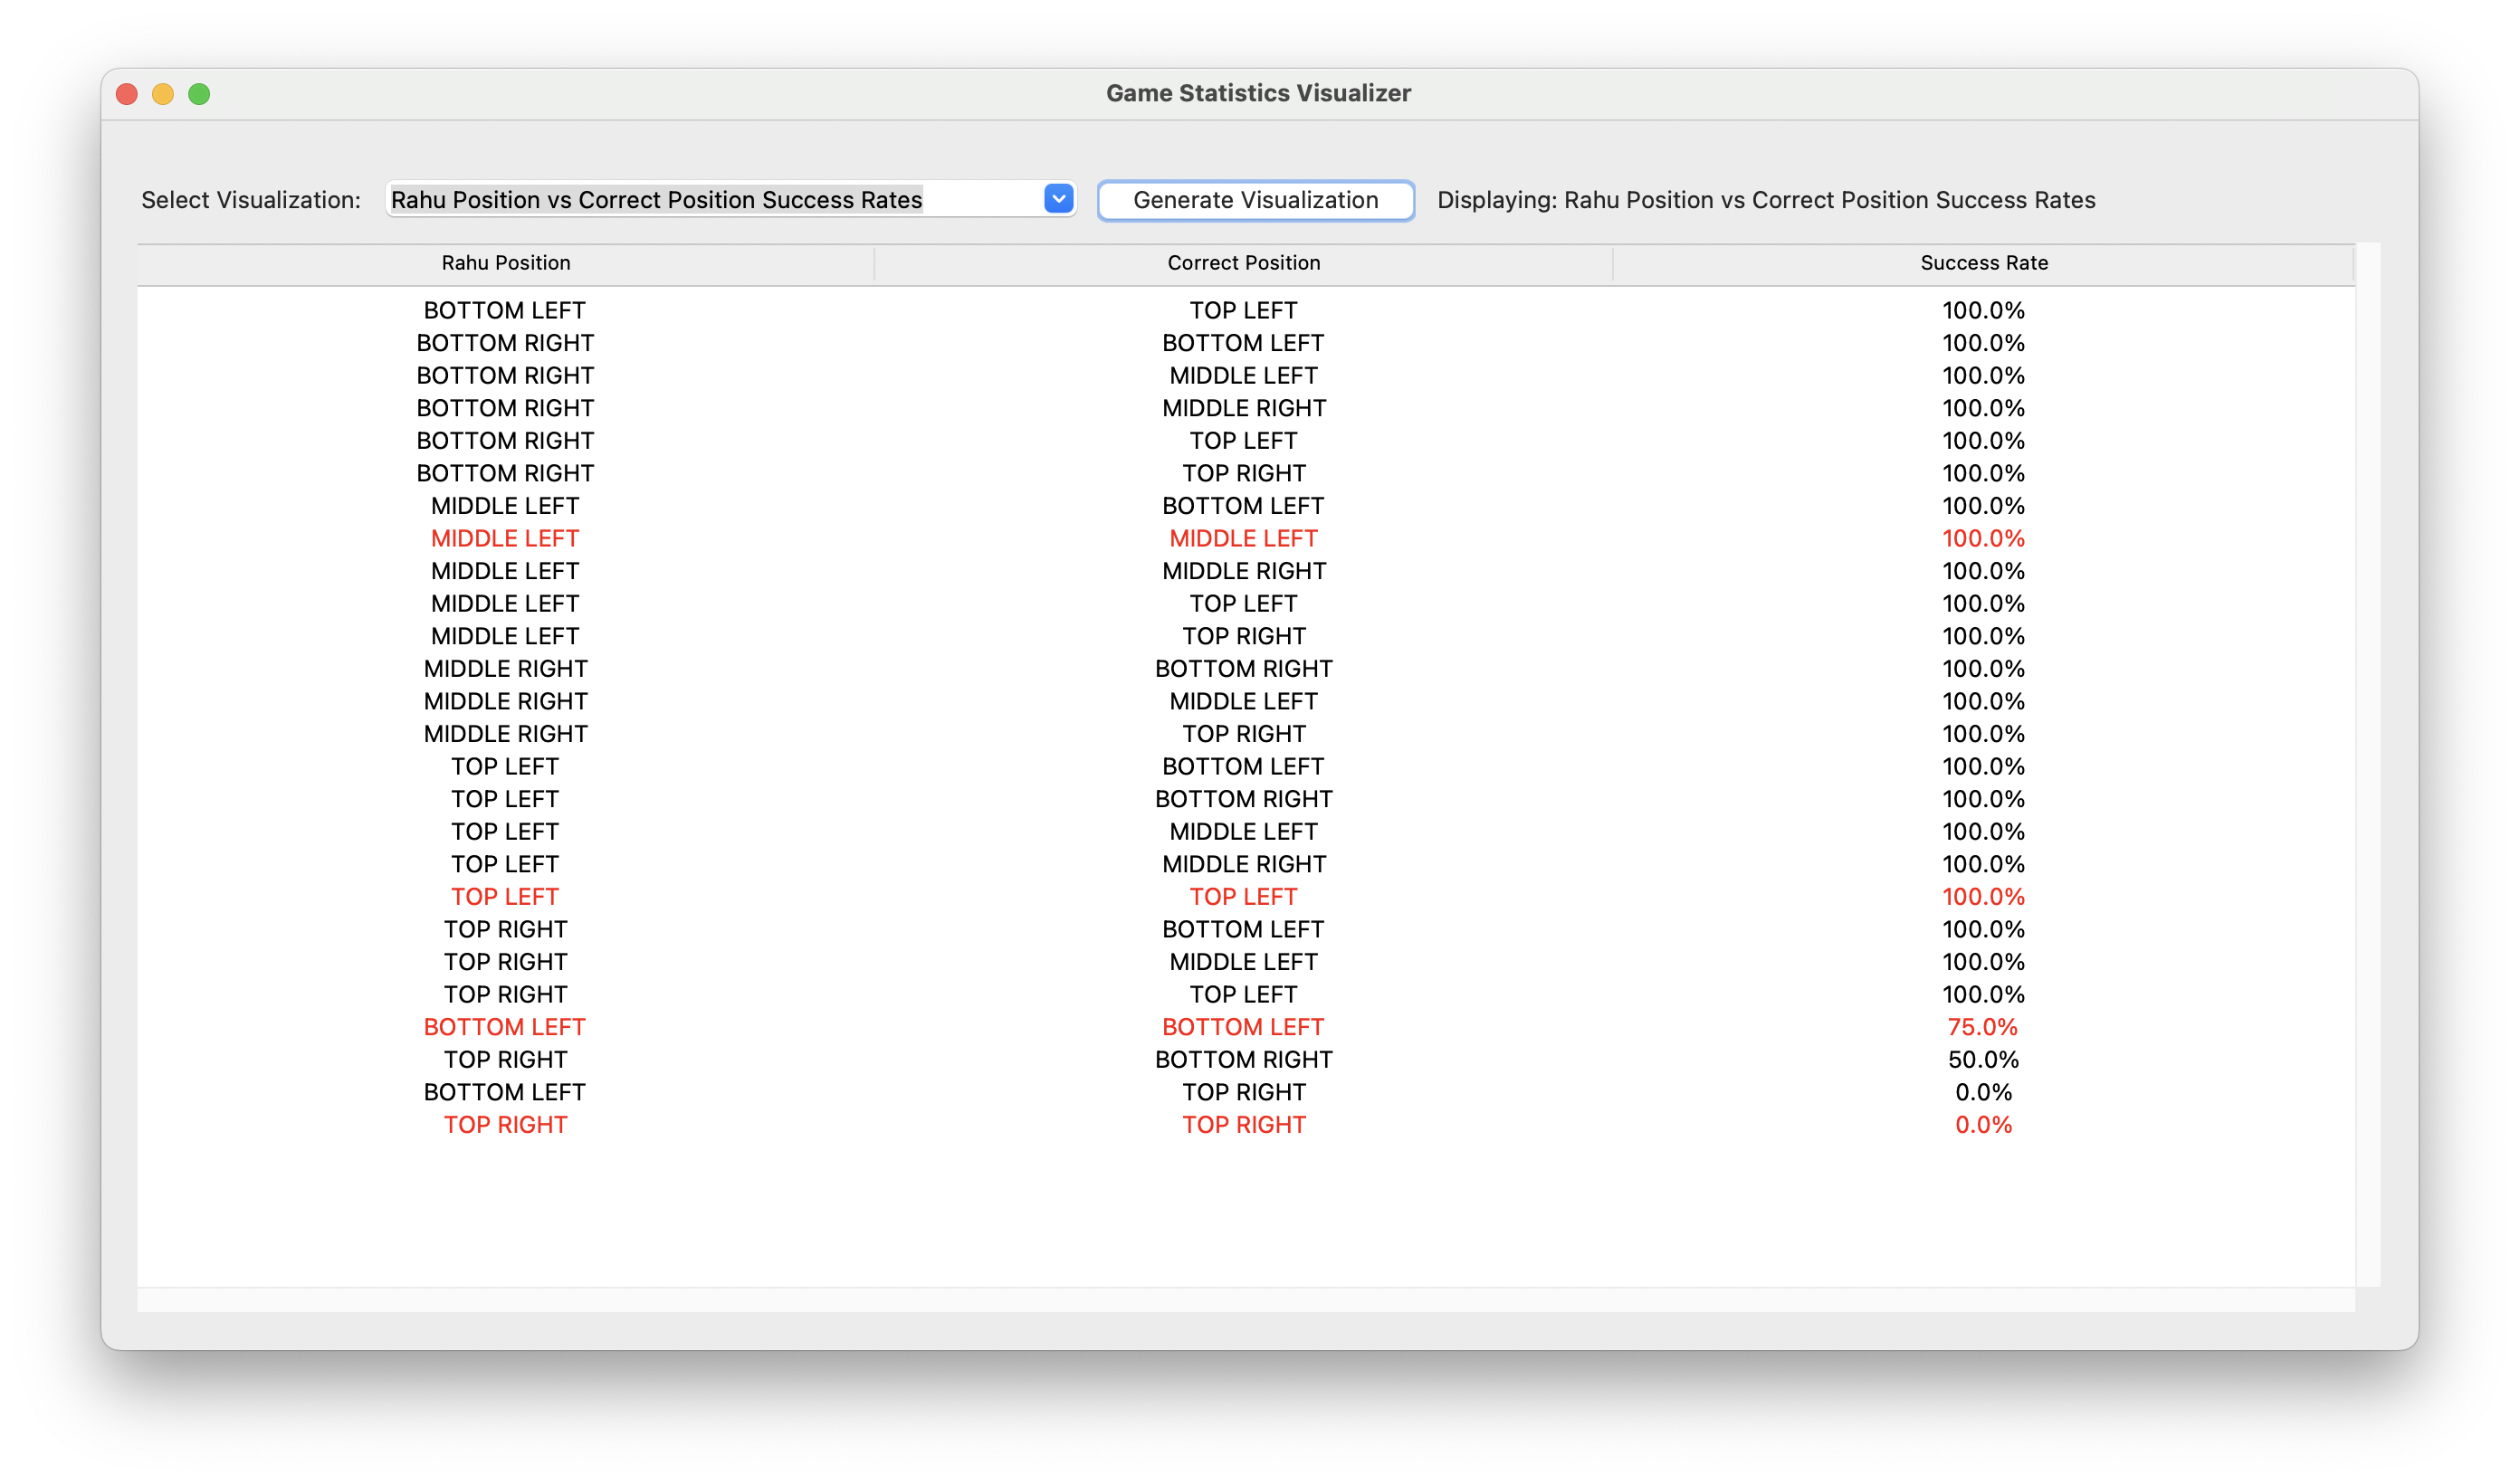 Game Statistics Visualizer
Select Visualization: Rahu Position vs Correct Position Success Rates Generate Visualization Displaying: Rahu Position vs Correct Position Success Rates
Rahu Position Correct Position Success Rate
BOTTOM LEFT TOP LEFT 100.0%
BOTTOM RIGHT BOTTOM LEFT 100.0%
BOTTOM RIGHT MIDDLE LEFT 100.0%
BOTTOM RIGHT MIDDLE RIGHT 100.0%
BOTTOM RIGHT TOP LEFT 100.0%
BOTTOM RIGHT TOP RIGHT 100.0%
MIDDLE LEFT BOTTOM LEFT 100.0%
MIDDLE LEFT MIDDLE LEFT 100.0%
MIDDLE LEFT MIDDLE RIGHT 100.0%
MIDDLE LEFT TOP LEFT 100.0%
MIDDLE LEFT TOP RIGHT 100.0%
MIDDLE RIGHT BOTTOM RIGHT 100.0%
MIDDLE RIGHT MIDDLE LEFT 100.0%
MIDDLE RIGHT TOP RIGHT 100.0%
TOP LEFT BOTTOM LEFT 100.0%
TOP LEFT BOTTOM RIGHT 100.0%
TOP LEFT MIDDLE LEFT 100.0%
TOP LEFT MIDDLE RIGHT 100.0%
TOP LEFT TOP LEFT 100.0%
TOP RIGHT BOTTOM LEFT 100.0%
TOP RIGHT MIDDLE LEFT 100.0%
TOP RIGHT TOP LEFT 100.0%
BOTTOM LEFT BOTTOM LEFT 75.0%
TOP RIGHT BOTTOM RIGHT 50.0%
BOTTOM LEFT TOP RIGHT 0.0%
TOP RIGHT TOP RIGHT 0.0%